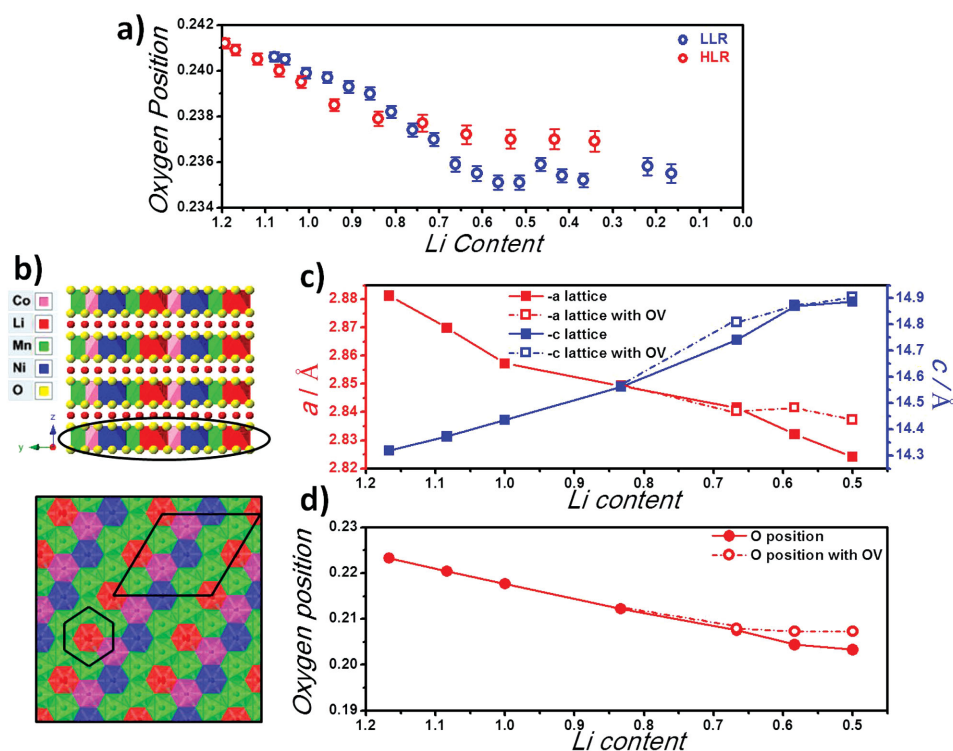 a)
Oxygen Position
0.242
0.240
0.238
0.236
0.234
LLR
HLR
1.2 1.1 1.0 0.9 0.8 0.7 0.6 0.5 0.4 0.3 0.2 0.1 0.0
Li Content
b)
Co
Li
Mn
Ni
O
z
y
c)
a / Å
2.88
2.87
2.86
2.85
2.84
2.83
2.82
-a lattice
-a lattice with OV
-c lattice
-c lattice with OV
14.9
14.8
14.7
14.6
14.5
14.4
14.3
c / Å
1.2 1.1 1.0 0.9 0.8 0.7 0.6 0.5
Li content
d)
Oxygen position
0.23
0.22
0.21
0.20
0.19
O position
O position with OV
1.2 1.1 1.0 0.9 0.8 0.7 0.6 0.5
Li content